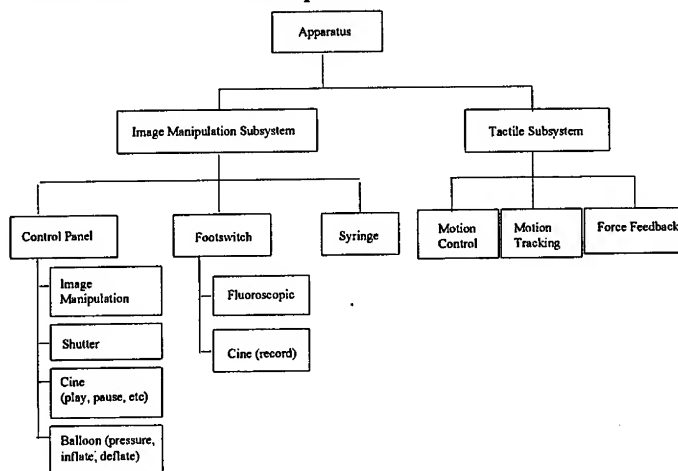 Apparatus
Image Manipulation Subsystem
Tactile Subsystem
Control Panel
Footswitch
Syringe
Motion
Control
Motion
Tracking
Force Feedback
Image
Manipulation
Shutter
Cine
(play, pause, etc)
Balloon (pressure,
inflate, deflate)
Fluoroscopic
Cine (record)